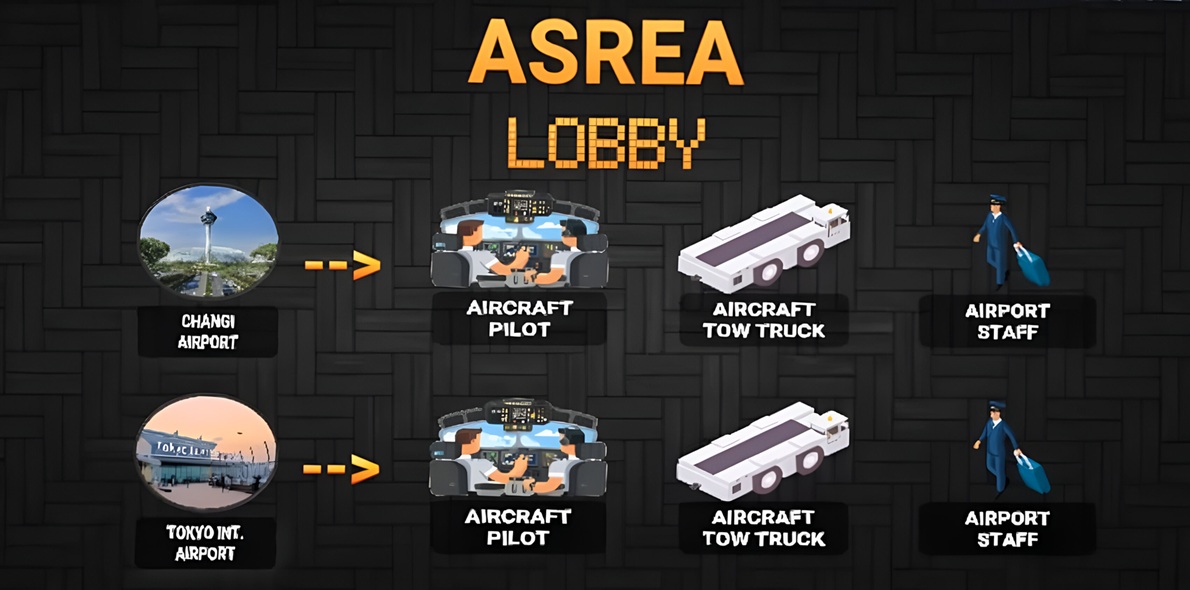 ASREA
LOBBY
CHANGI
AIRPORT
AIRCRAFT
PILOT
AIRCRAFT
TOW TRUCK
AIRPORT
STAFF
TOKYO INT.
AIRPORT
AIRCRAFT
PILOT
AIRCRAFT
TOW TRUCK
AIRPORT
STAFF